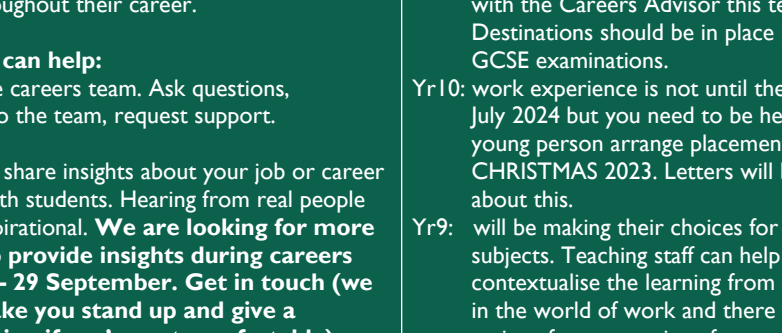 oughout their career.
can help:
e careers team. Ask questions,
o the team, request support.
share insights about your job or career
th students. Hearing from real people
pirational. We are looking for more
provide insights during careers
- 29 September. Get in touch (we
ake you stand up and give a
with the Careers Advisor this te
Destinations should be in place
GCSE examinations.
Yr10: work experience is not until the
July 2024 but you need to be he
young person arrange placemen
CHRISTMAS 2023. Letters will
about this.
Yr9: will be making their choices for
subjects. Teaching staff can help
contextualise the learning from
in the world of work and there